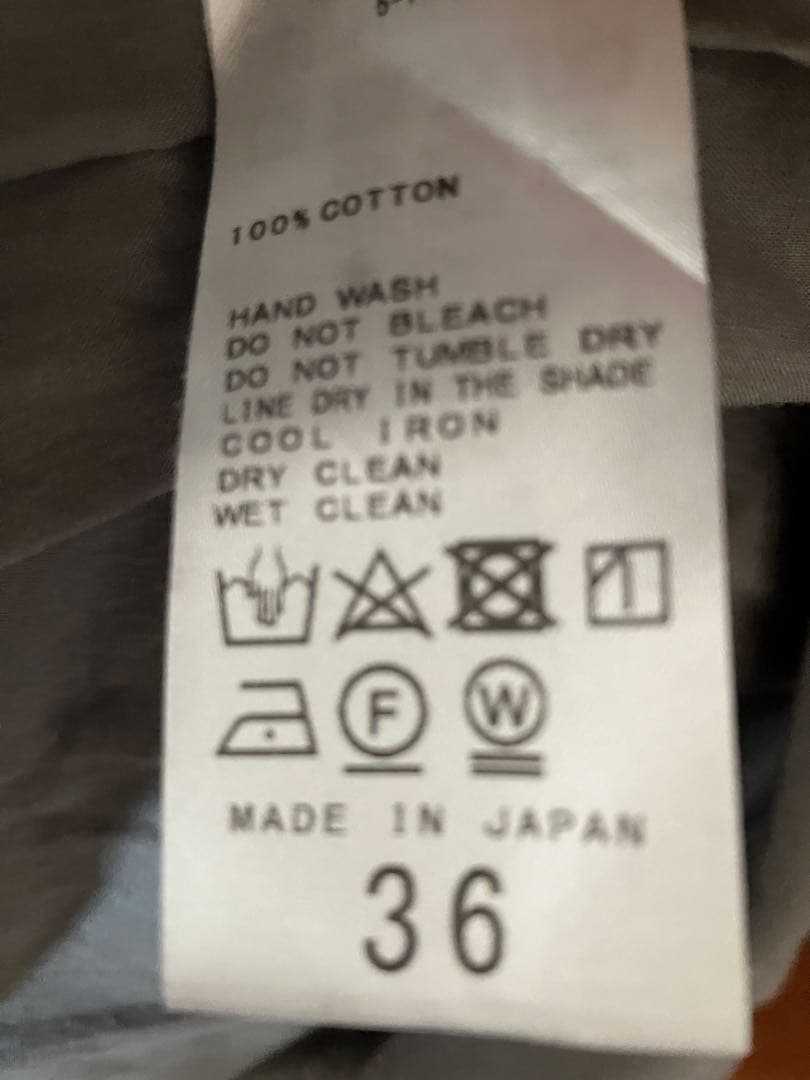 100% COTTON
HAND WASH
DO NOT BLEACH
DO NOT TUMBLE DRY
LINE DRY IN THE SHADE
COOL IRON
DRY CLEAN
WET CLEAN
F W
MADE IN JAPAN
36